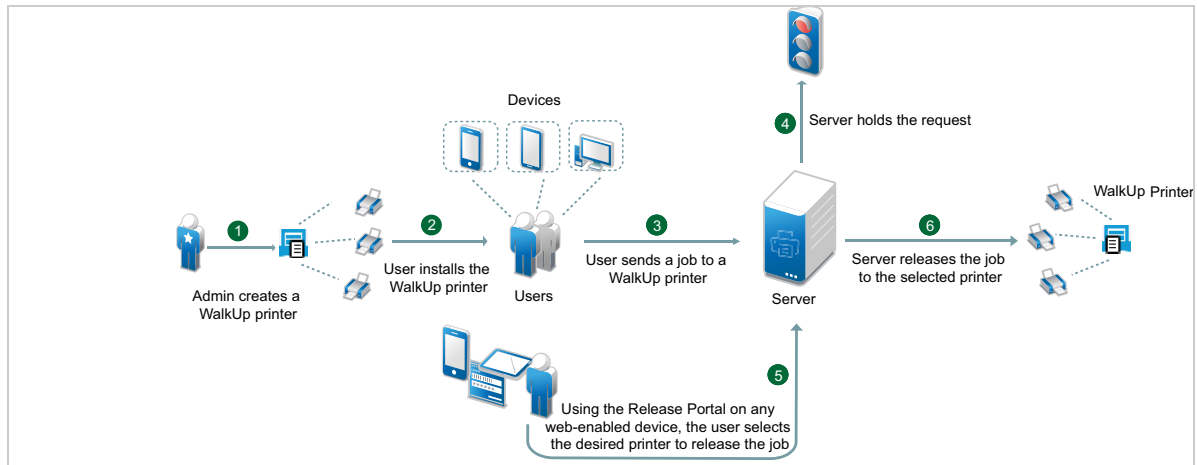 Devices
4
Server holds the request
WalkUp Printer
1
2
3
6
Admin creates a
WalkUp printer
User installs the
WalkUp printer
Users
User sends a job to a
WalkUp printer
Server
Server releases the job
to the selected printer
5
Using the Release Portal on any
web-enabled device, the user selects
the desired printer to release the job